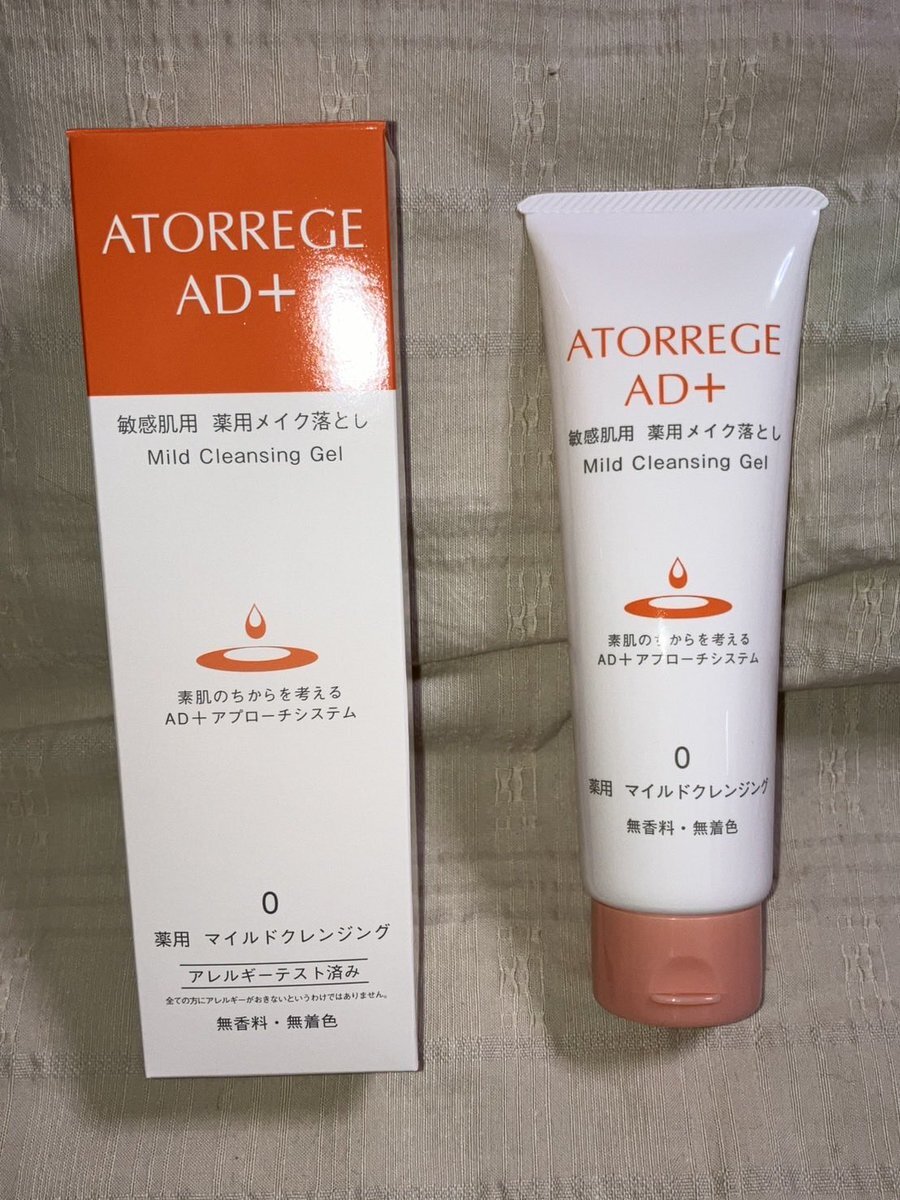 ATORREGE
AD+
敏感肌用 薬用メイク落とし
Mild Cleansing Gel
素肌のちからを考える
AD+アプローチシステム
0
薬用 マイルドクレンジング
アレルギーテスト済み
全ての方にアレルギーがおきないというわけではありません。
無香料・無着色
ATORREGE
AD+
敏感肌用 薬用メイク落とし
Mild Cleansing Gel
素肌のちからを考える
AD+アプローチシステム
0
薬用 マイルドクレンジング
無香料・無着色